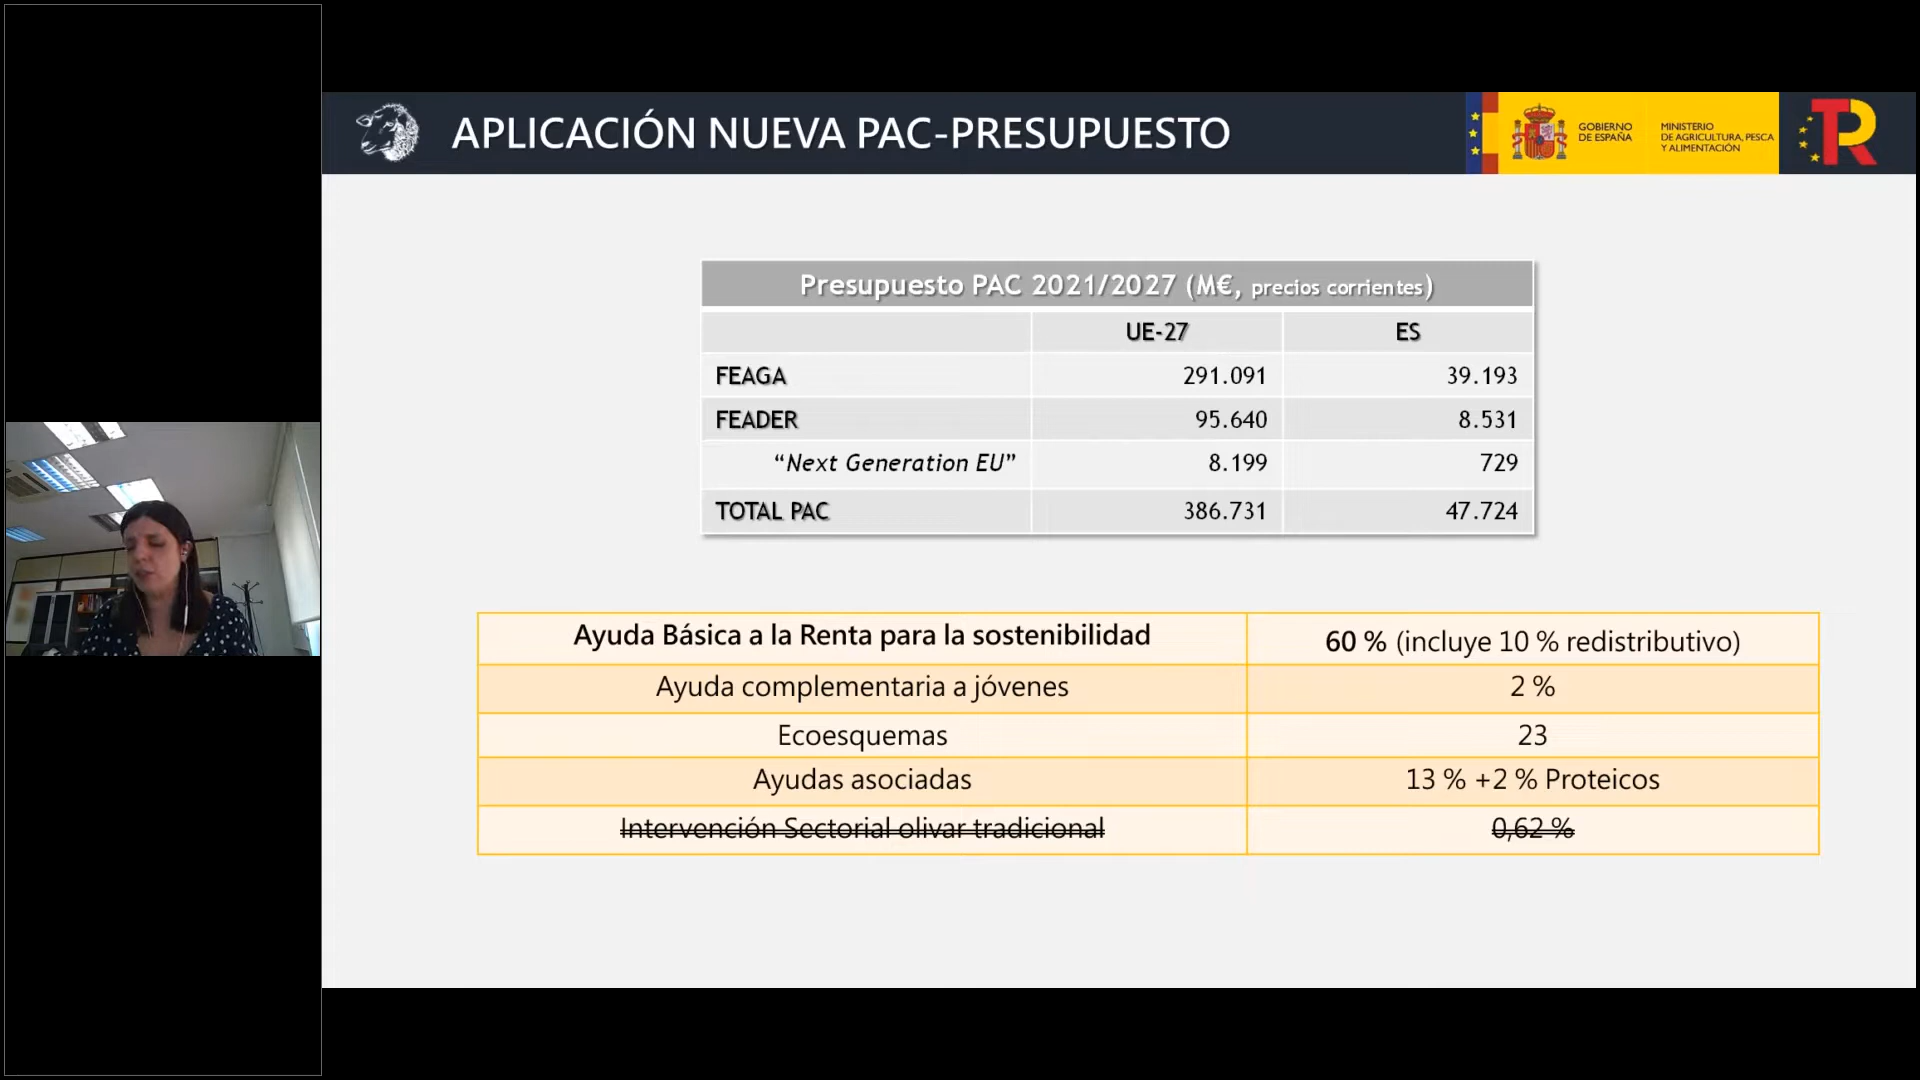 APLICACIÓN NUEVA PAC-PRESUPUESTO
GOBIERNO
DE ESPAÑA
MINISTERIO
DE AGRICULTURA, PESCA
Y ALIMENTACIÓN
TR
Presupuesto PAC 2021/2027 (M€, precios corrientes)
UE-27 ES
FEAGA 291.091 39.193
FEADER 95.640 8.531
“Next Generation EU” 8.199 729
TOTAL PAC 386.731 47.724
Ayuda Básica a la Renta para la sostenibilidad 60 % (incluye 10 % redistributivo)
Ayuda complementaria a jóvenes 2 %
Ecoesquemas 23
Ayudas asociadas 13 % +2 % Proteicos
Intervención Sectorial olivar tradicional 0,62 %